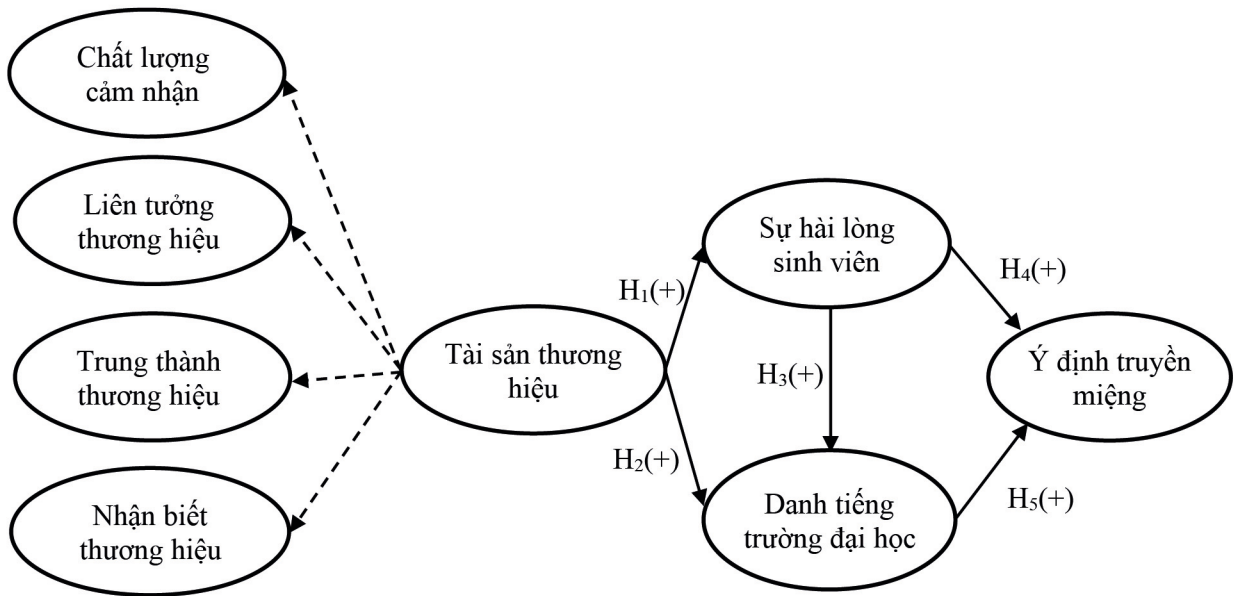 Chất lượng
cảm nhận
Liên tưởng
thương hiệu
Trung thành
thương hiệu
Nhận biết
thương hiệu
Tài sản thương
hiệu
H₁(+)
H₂(+)
Sự hài lòng
sinh viên
H₃(+)
Danh tiếng
trường đại học
H₄(+)
H₅(+)
Ý định truyền
miệng